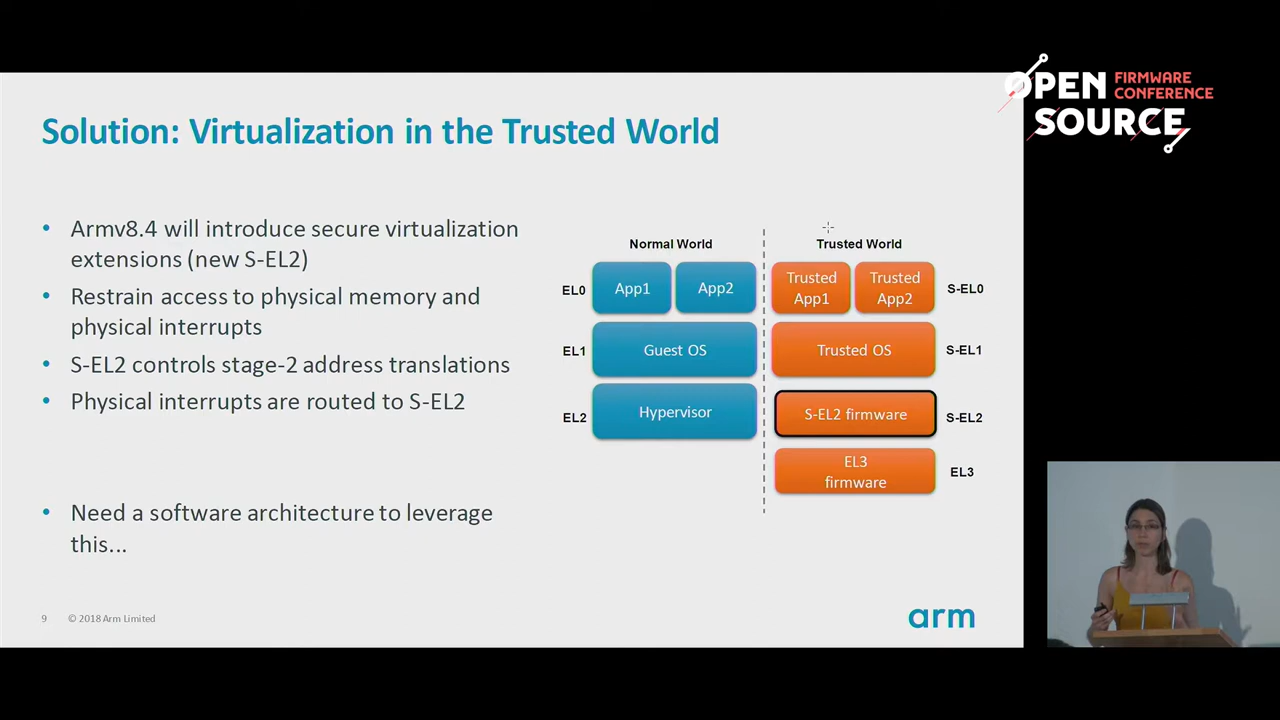 OPEN FIRMWARE
CONFERENCE
SOURCE
Solution: Virtualization in the Trusted World
• Armv8.4 will introduce secure virtualization
extensions (new S-EL2)
• Restrain access to physical memory and
physical interrupts
• S-EL2 controls stage-2 address translations
• Physical interrupts are routed to S-EL2
• Need a software architecture to leverage
this...
Normal World
Trusted World
EL0
App1
App2
Trusted
App1
Trusted
App2
S-EL0
EL1
Guest OS
Trusted OS
S-EL1
EL2
Hypervisor
S-EL2 firmware
S-EL2
EL3
firmware
EL3
9 © 2018 Arm Limited
arm